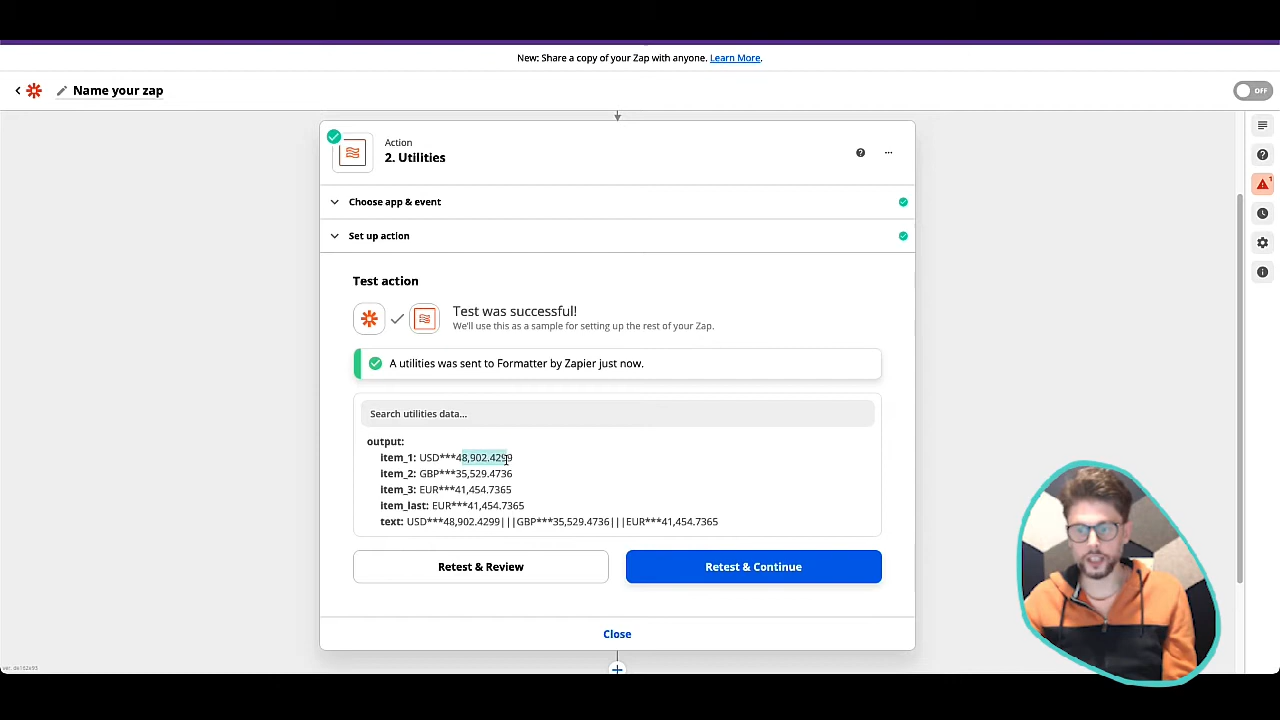 New: Share a copy of your Zap with anyone. Learn More.
Name your zap
OFF
Action
2. Utilities
Choose app & event
Set up action
Test action
Test was successful!
We'll use this as a sample for setting up the rest of your Zap.
A utilities was sent to Formatter by Zapier just now.
Search utilities data...
output:
item_1: USD***48,902.4299
item_2: GBP***35,529.4736
item_3: EUR***41,454.7365
item_last: EUR***41,454.7365
text: USD***48,902.4299|||GBP***35,529.4736|||EUR***41,454.7365
Retest & Review
Retest & Continue
Close